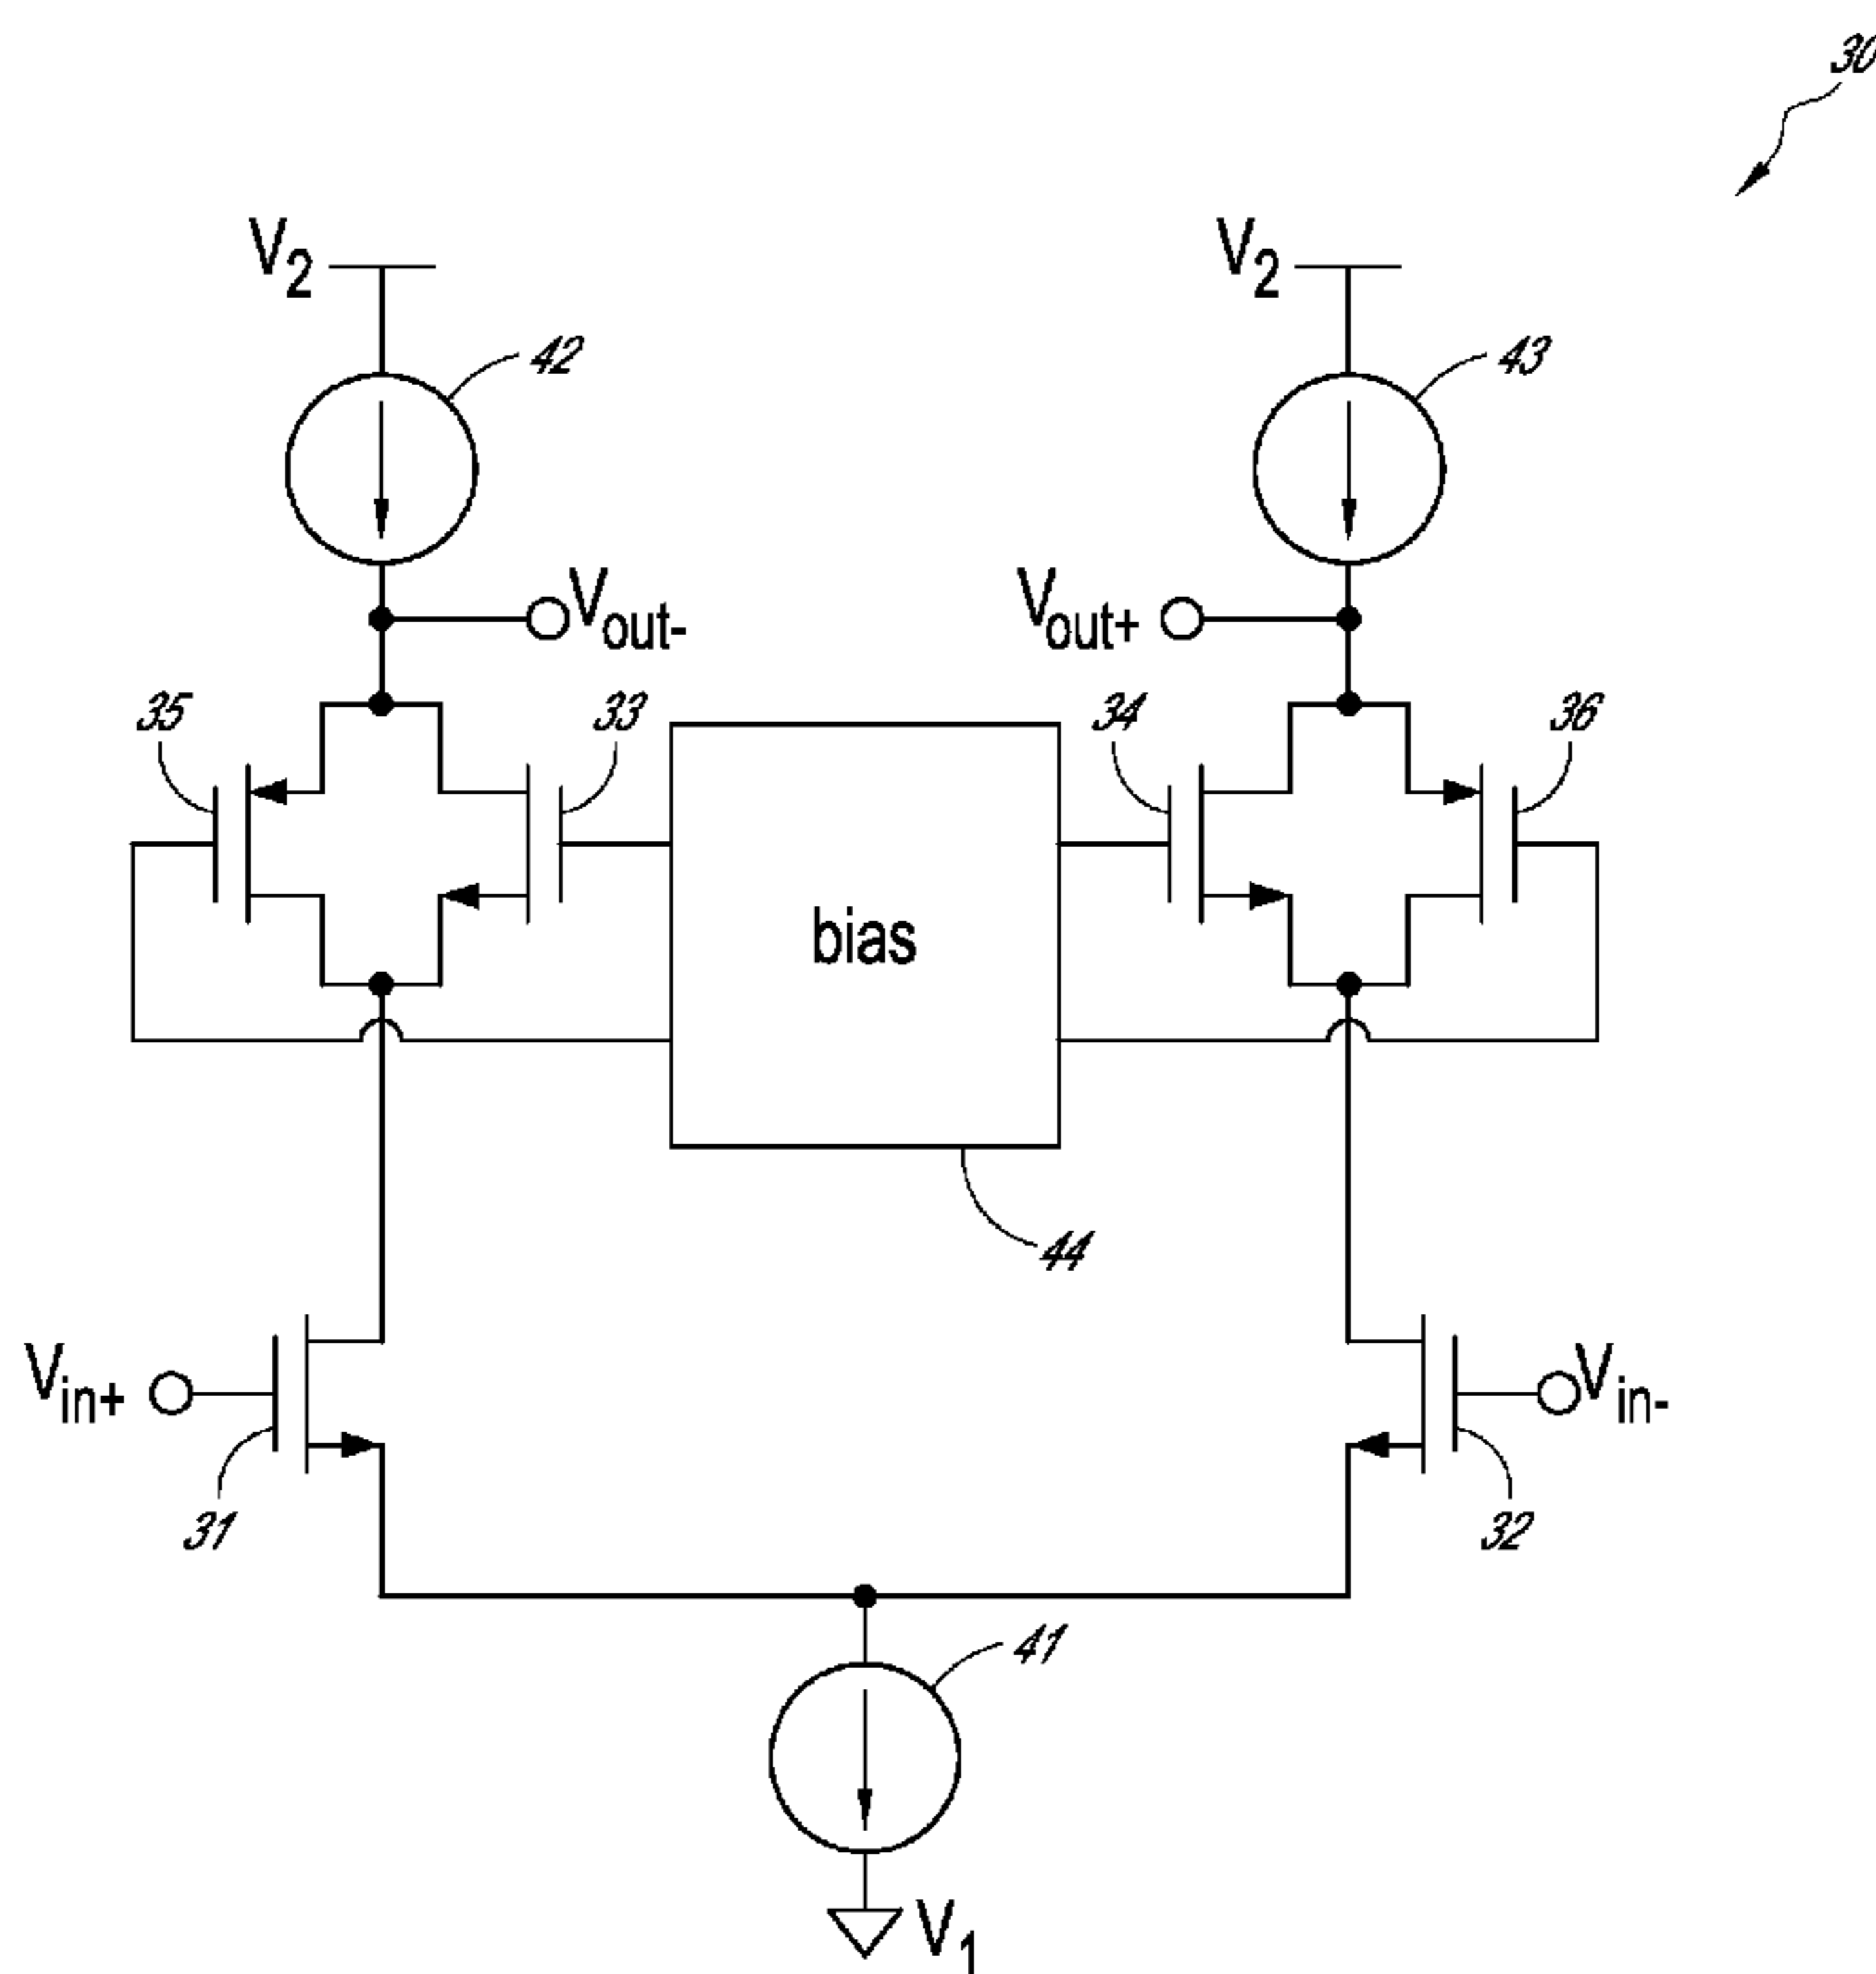 30
V2 V2
42 43
Vout- Vout+
35 33 34 36
bias
44
Vin+ Vin-
31 32
41
V1